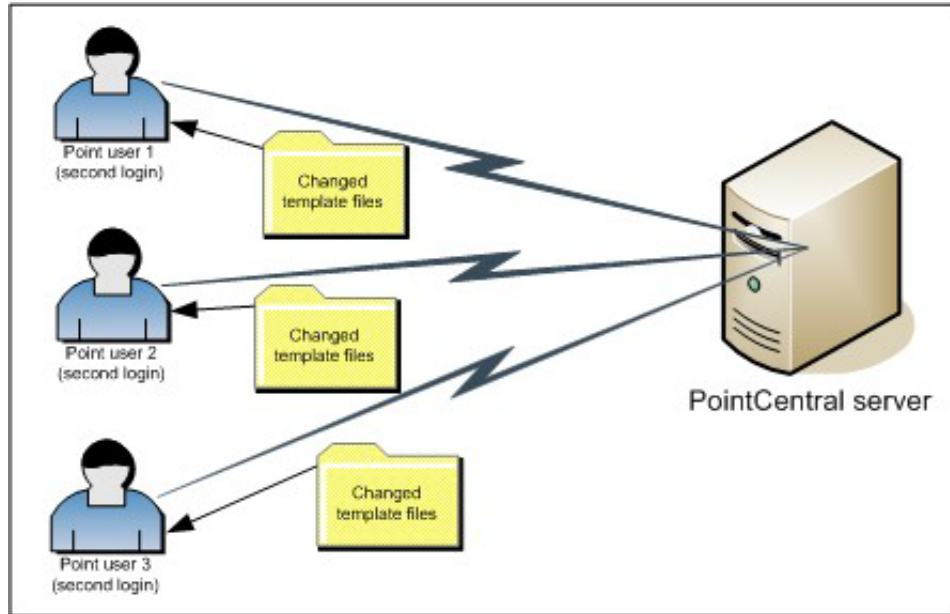 Point user 1
(second login)
Changed
template files
Point user 2
(second login)
Changed
template files
PointCentral server
Point user 3
(second login)
Changed
template files